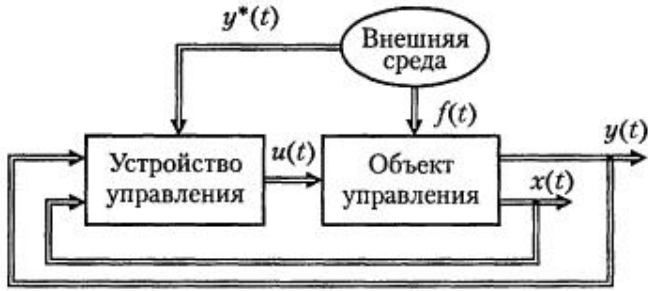 y*(t)
Внешняя
среда
f(t)
y(t)
Устройство
управления
u(t)
Объект
управления
x(t)